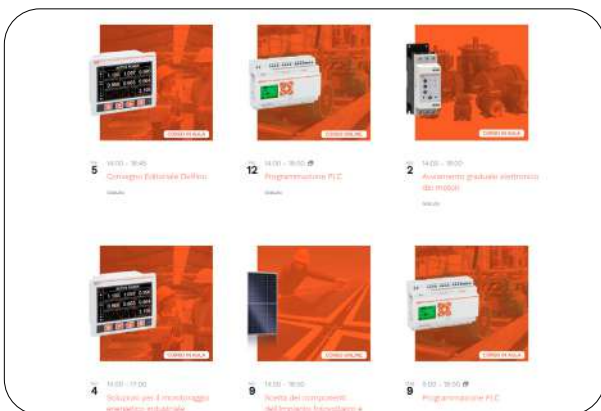 CORSO IN AULA
CORSO ONLINE
CORSO IN AULA
5
14:00 - 18:45
Convegno Editoriale Delfino
12
14:00 - 18:00
Programmazione PLC
2
14:00 - 18:00
Avviamento graduale elettronico
dei motori
CORSO IN AULA
CORSO ONLINE
CORSO IN AULA
4
14:00 - 17:00
Soluzioni per il monitoraggio
energetico industriale
9
14:00 - 18:00
Scelta dei componenti
dell'impianto fotovoltaico e
9
9:00 - 18:00
Programmazione PLC